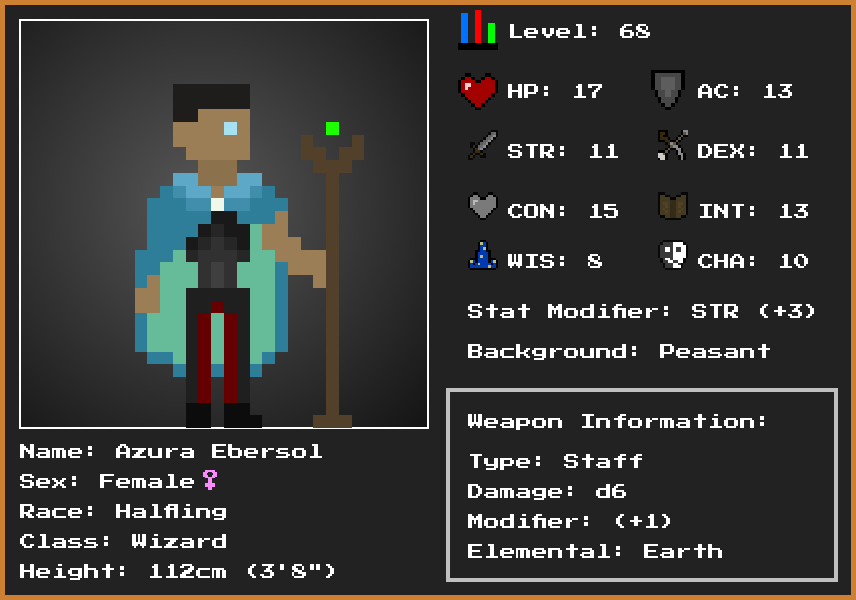 Level: 68
HP: 17
AC: 13
STR: 11
DEX: 11
CON: 15
INT: 13
WIS: 8
CHA: 10
Stat Modifier: STR (+3)
Background: Peasant
Weapon Information:
Type: Staff
Damage: d6
Modifier: (+1)
Elemental: Earth
Name: Azura Ebersol
Sex: Female♀
Race: Halfling
Class: Wizard
Height: 112cm (3'8")